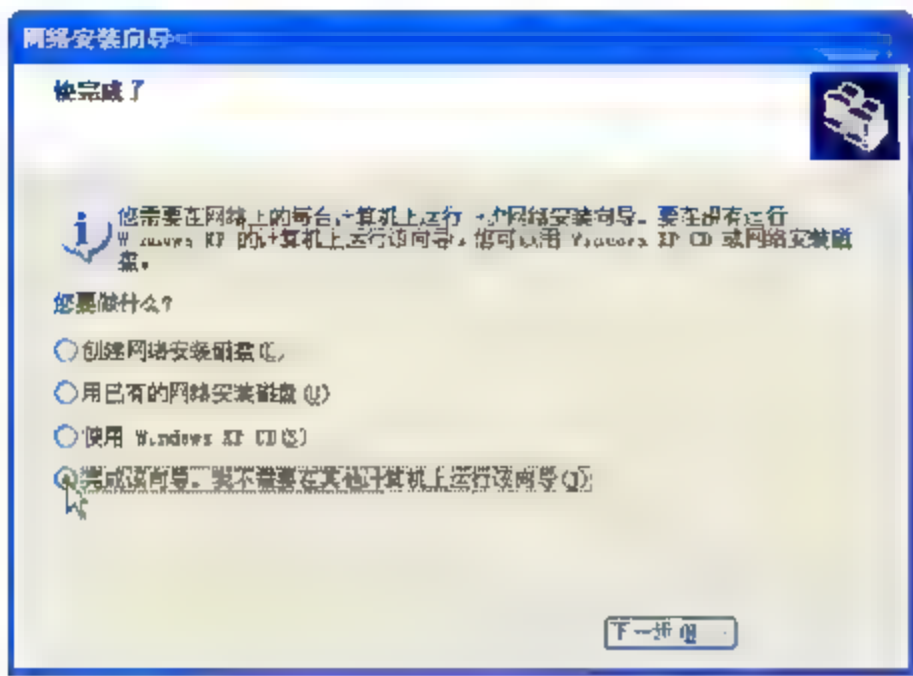 网络安装向导
快完成了
您需要在网络上的每台计算机上运行一次网络安装向导。要在没有运行
Windows XP 的计算机上运行该向导，您可以用 Windows XP CD 或网络安装磁
盘。
您要做什么?
创建网络安装磁盘(C)
用已有的网络安装磁盘(U)
使用 Windows XP CD(S)
完成该向导。我不需要在其他计算机上运行该向导(J)
下一步(N)